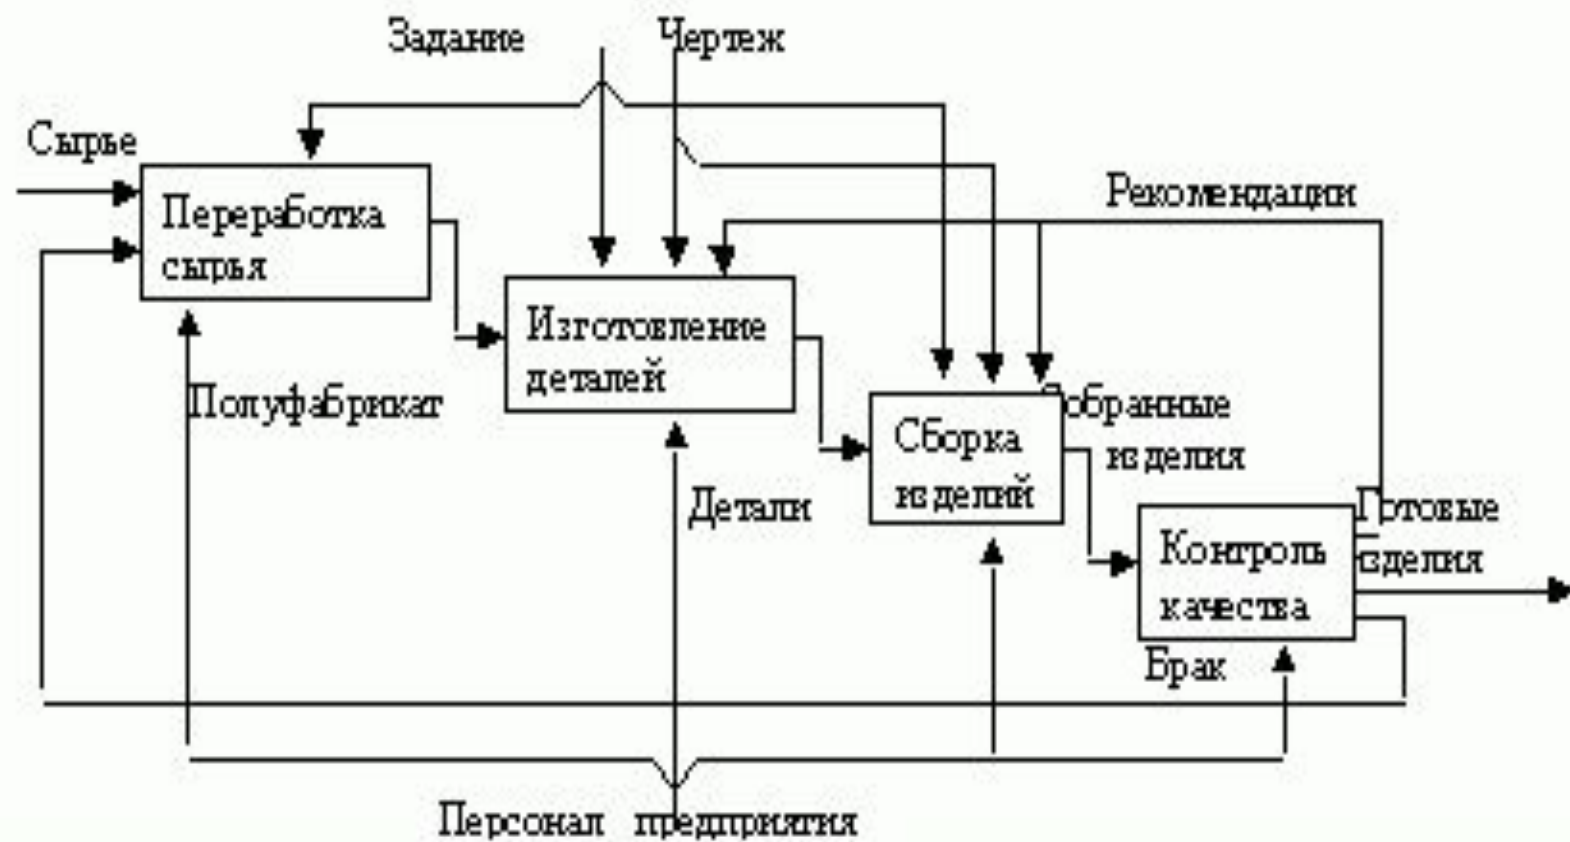 Задание
Чертеж
Сырье
Переработка
сырья
Рекомендации
Изготовление
деталей
Полуфабрикат
Собранные
изделия
Сборка
изделий
Детали
Готовые
изделия
Контроль
качества
Брак
Персонал предприятия